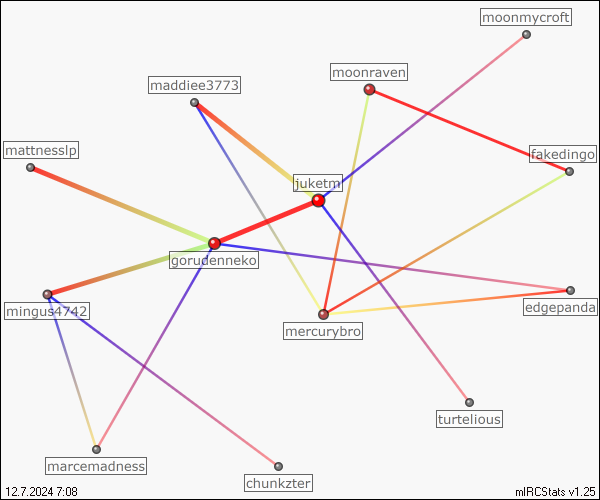 moonmycroft
moonraven
maddiee3773
mattnesslp
fakedingo
juketm
gorudenneko
mingus4742
edgepanda
mercurybro
turtelious
marcemadness
chunkzter
12.7.2024 7:08
mIRCStats v1.25